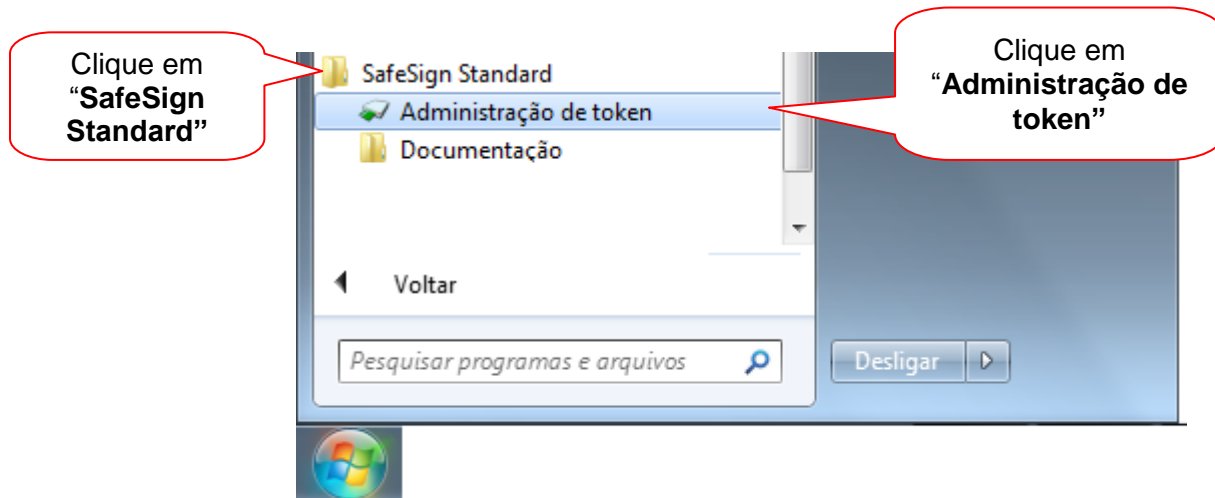 Clique em
“SafeSign
Standard”
SafeSign Standard
Administração de token
Documentação
Clique em
“Administração de
token”
Voltar
Pesquisar programas e arquivos
Desligar